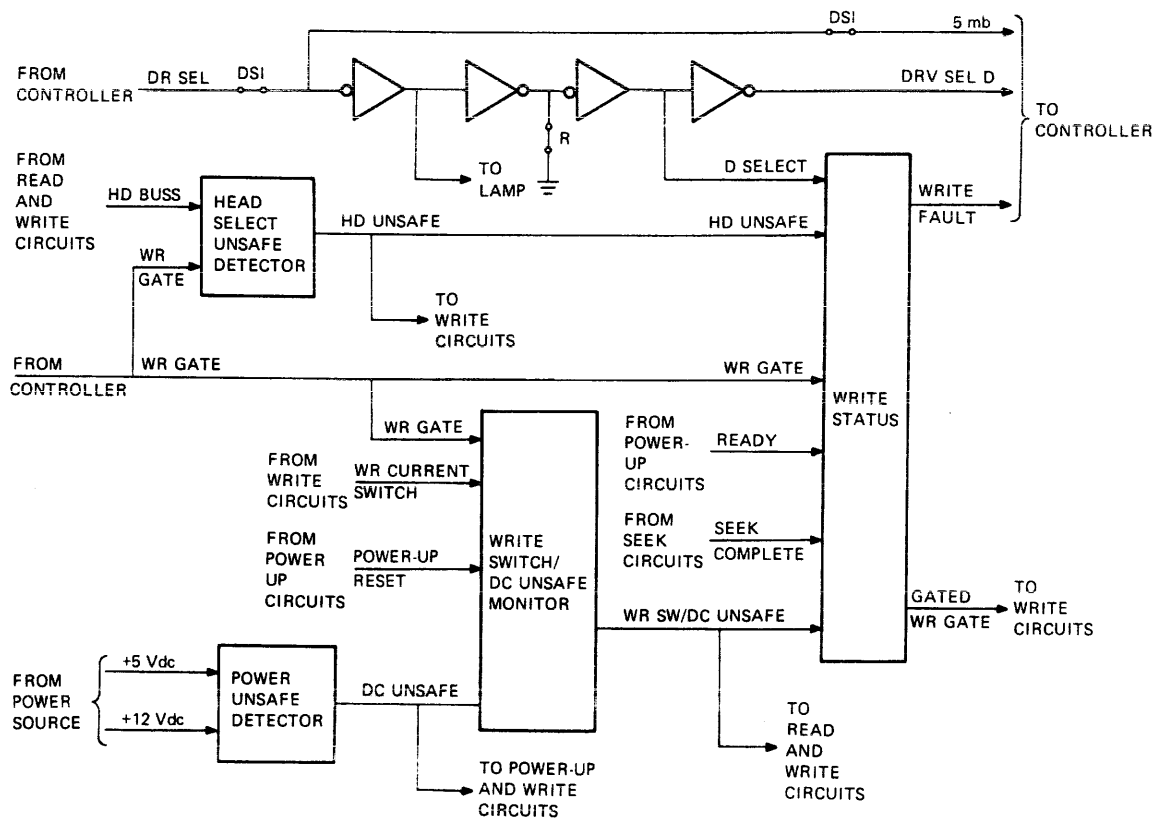 DSI
5 mb
FROM
CONTROLLER
DR SEL
DSI
DRV SEL D
TO
CONTROLLER
R
TO
LAMP
FROM
READ
AND
WRITE
CIRCUITS
HD BUSS
WR
GATE
HEAD
SELECT
UNSAFE
DETECTOR
HD UNSAFE
TO
WRITE
CIRCUITS
D SELECT
HD UNSAFE
WRITE
FAULT
FROM
CONTROLLER
WR GATE
WR GATE
WRITE
STATUS
WR GATE
FROM
WRITE
CIRCUITS
WR CURRENT
SWITCH
FROM
POWER
UP
CIRCUITS
POWER-UP
RESET
WRITE
SWITCH/
DC UNSAFE
MONITOR
FROM
POWER-
UP
CIRCUITS
READY
FROM
SEEK
CIRCUITS
SEEK
COMPLETE
WR SW/DC UNSAFE
GATED
WR GATE
TO
WRITE
CIRCUITS
FROM
POWER
SOURCE
+5 Vdc
+12 Vdc
POWER
UNSAFE
DETECTOR
DC UNSAFE
TO POWER-UP
AND WRITE
CIRCUITS
TO
READ
AND
WRITE
CIRCUITS